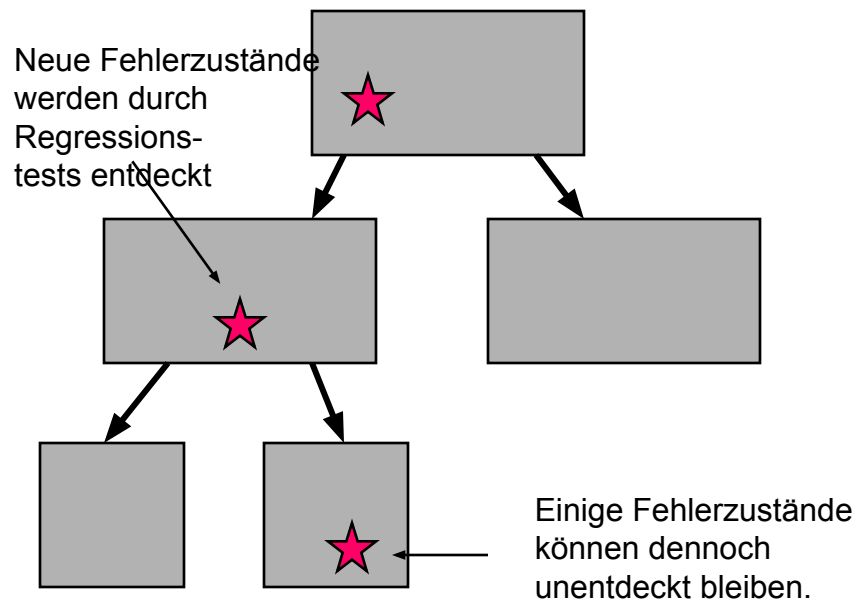 Neue Fehlerzustände
werden durch
Regressions-
tests entdeckt
Einige Fehlerzustände
können dennoch
unentdeckt bleiben.